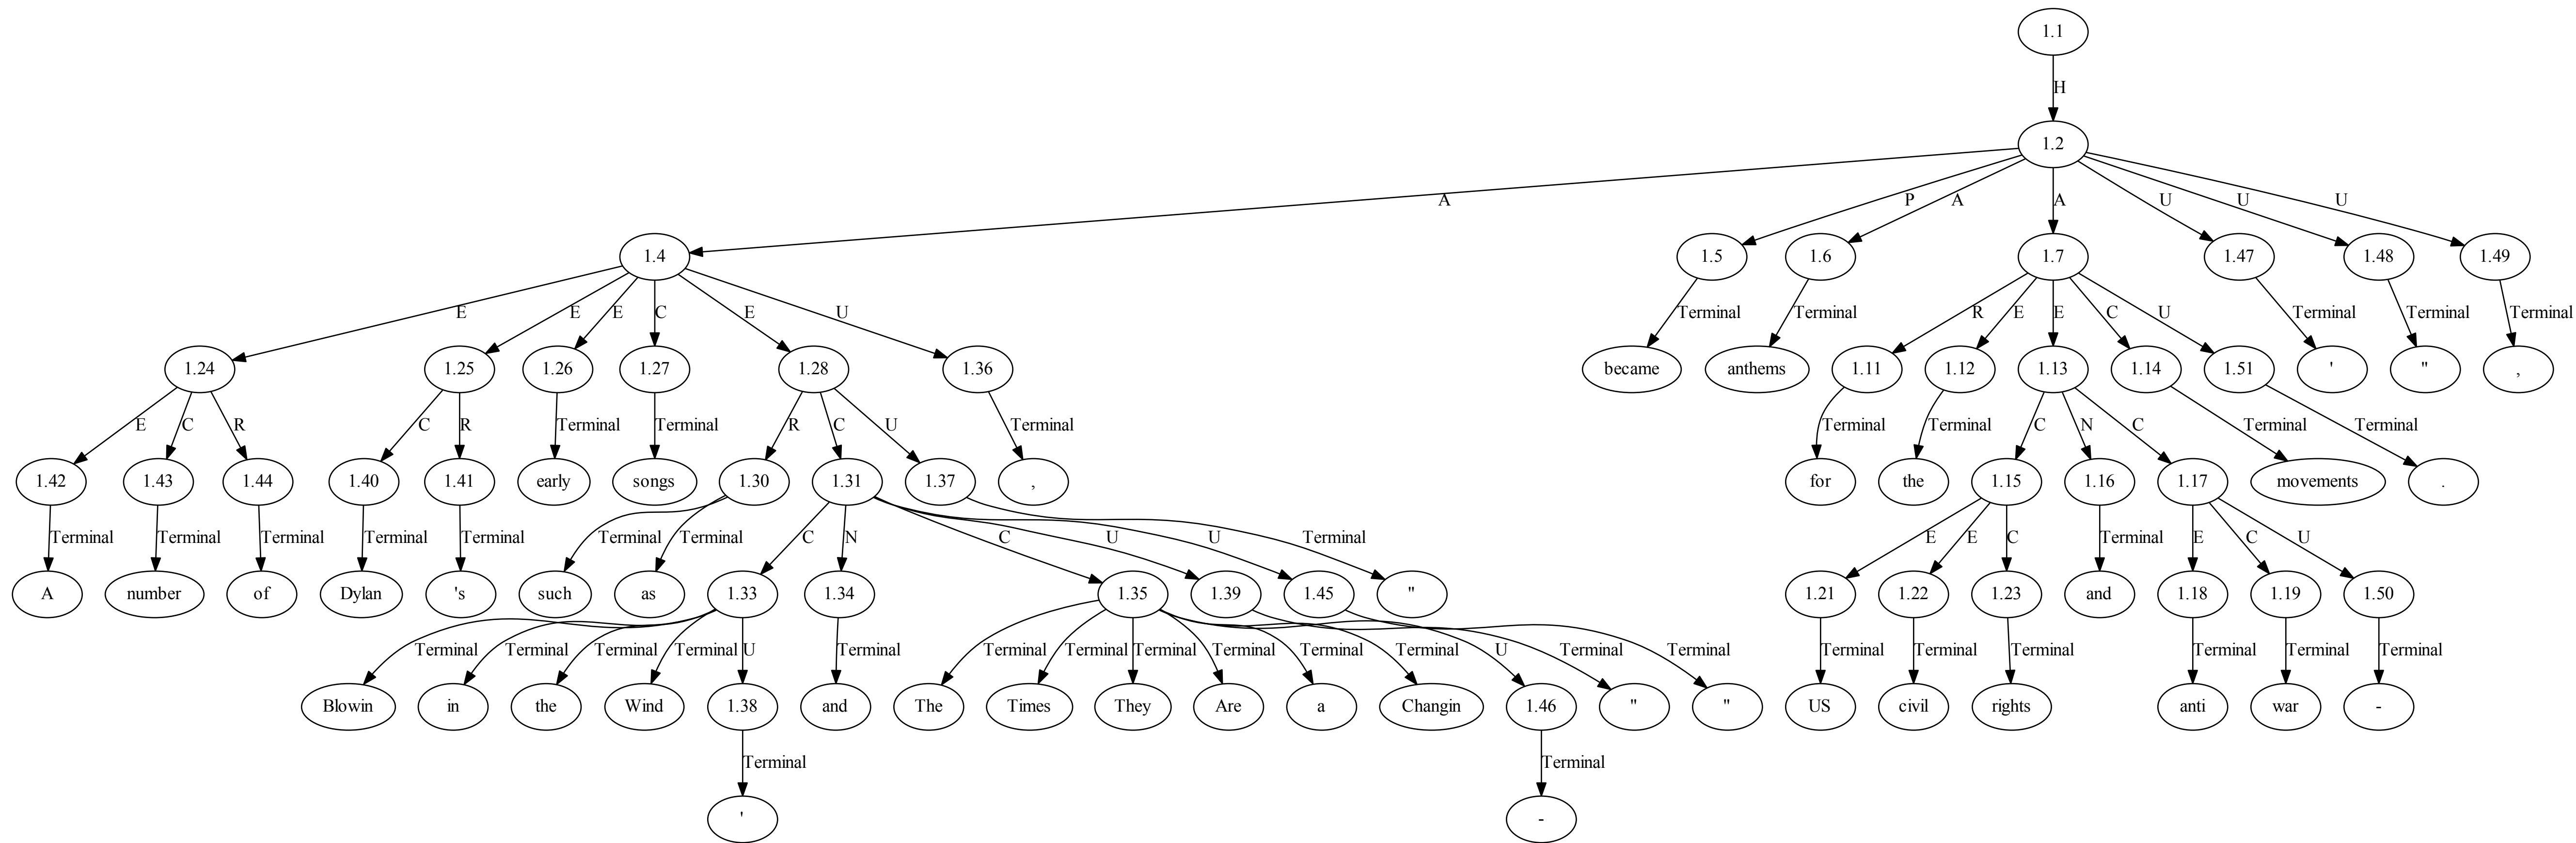 1.1
H
1.2
A P A A U U U
1.4 1.5 1.6 1.7 1.47 1.48 1.49
E E E C E U Terminal Terminal R E E C U Terminal Terminal Terminal
1.24 1.25 1.26 1.27 1.28 1.36 became anthems 1.11 1.12 1.13 1.14 1.51 ' " ,
E C R C R Terminal Terminal R C U Terminal Terminal Terminal C N C Terminal Terminal
1.42 1.43 1.44 1.40 1.41 early songs 1.30 1.31 1.37 , for the 1.15 1.16 1.17 movements .
Terminal Terminal Terminal Terminal Terminal Terminal Terminal C N C U U Terminal E E C Terminal E C U
A number of Dylan 's such as 1.33 1.34 1.35 1.39 1.45 " 1.21 1.22 1.23 and 1.18 1.19 1.50
Terminal Terminal Terminal Terminal U Terminal Terminal Terminal Terminal Terminal Terminal Terminal U Terminal Terminal Terminal Terminal Terminal Terminal Terminal Terminal
Blowin in the Wind 1.38 and The Times They Are a Changin 1.46 " " US civil rights anti war -
Terminal Terminal
' -